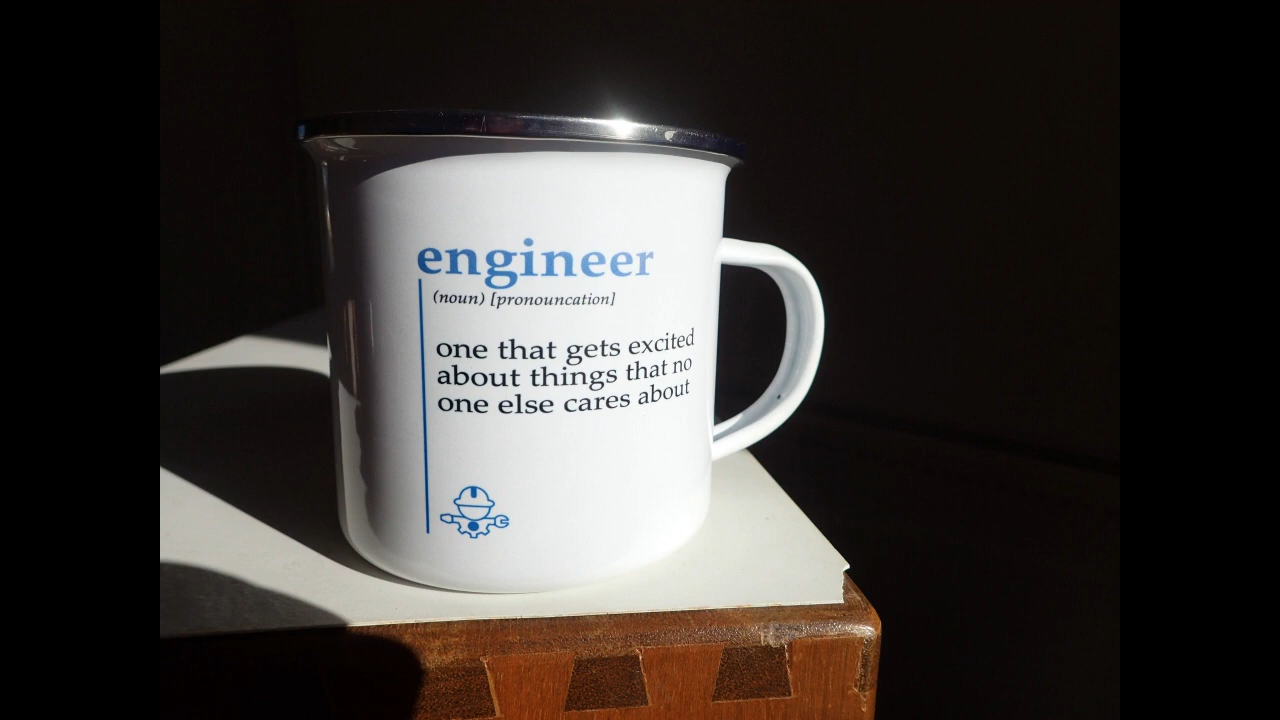 engineer
(noun) [pronouncation]
one that gets excited
about things that no
one else cares about